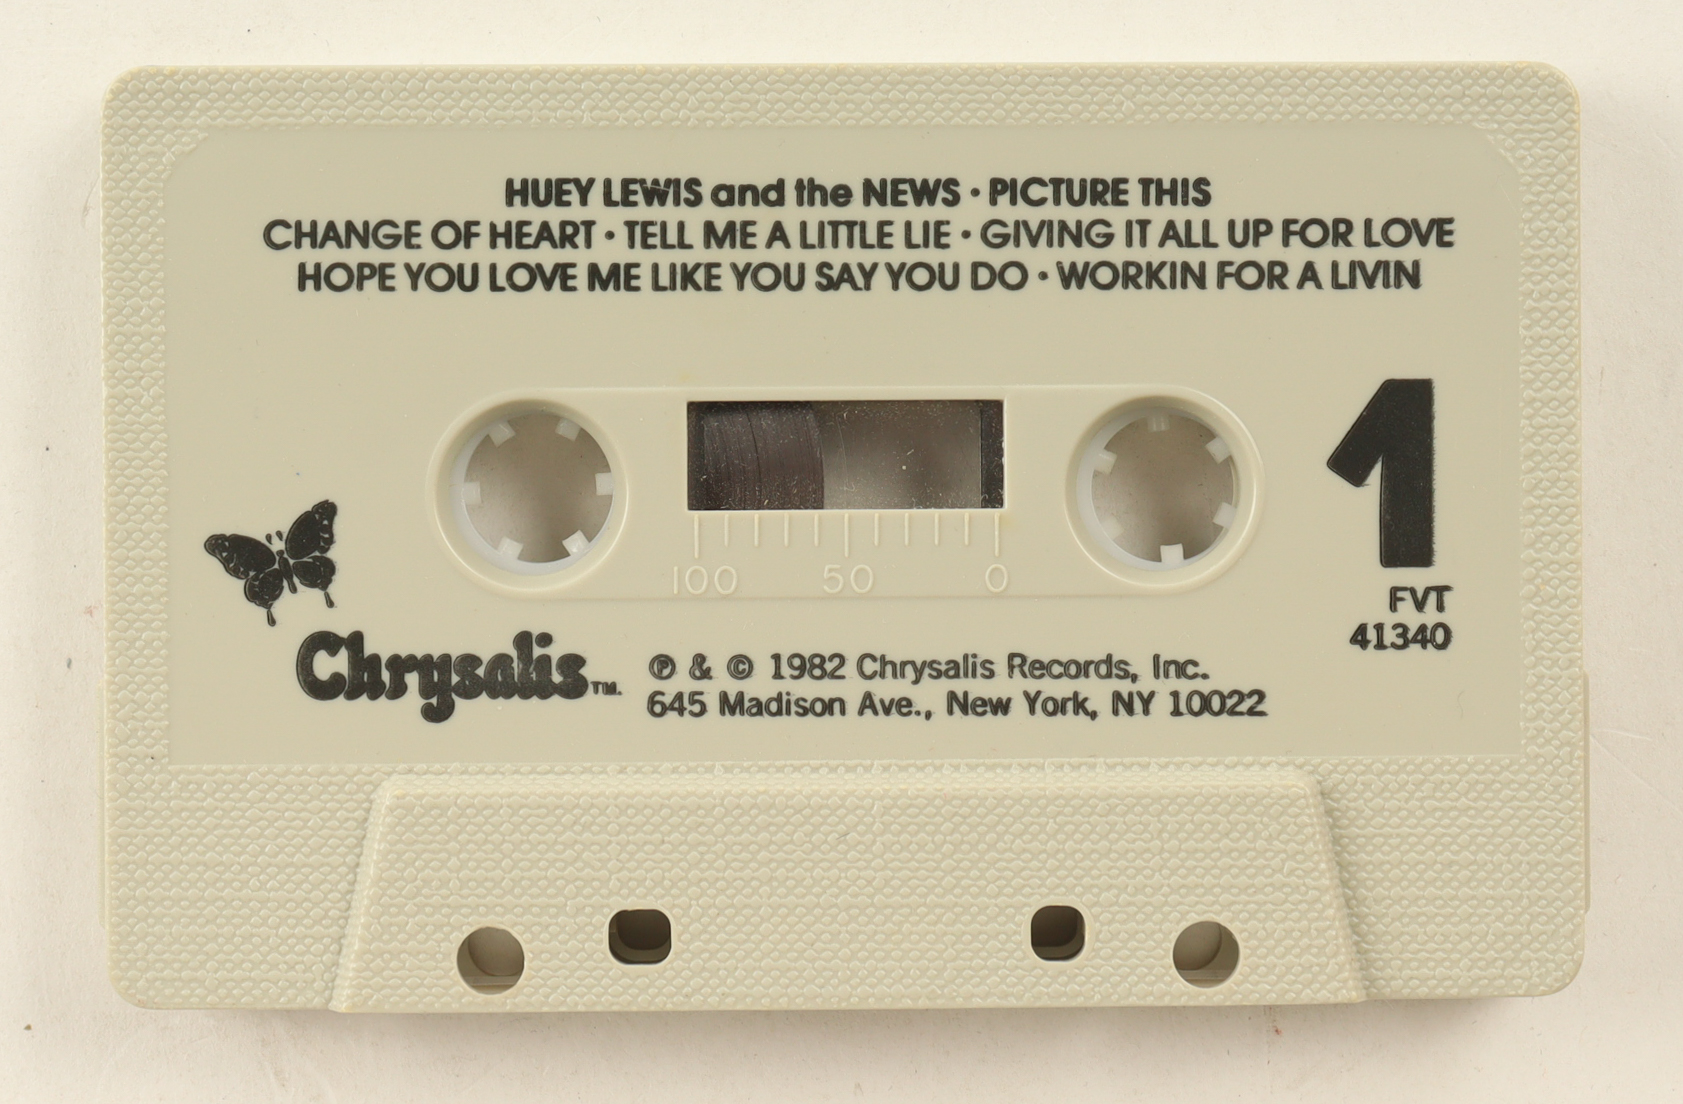 HUEY LEWIS and the NEWS • PICTURE THIS
CHANGE OF HEART • TELL ME A LITTLE LIE • GIVING IT ALL UP FOR LOVE
HOPE YOU LOVE ME LIKE YOU SAY YOU DO • WORKIN FOR A LIVIN
1
100 50 0
FVT
41340
Chrysalis TM.
℗ & © 1982 Chrysalis Records, Inc.
645 Madison Ave., New York, NY 10022